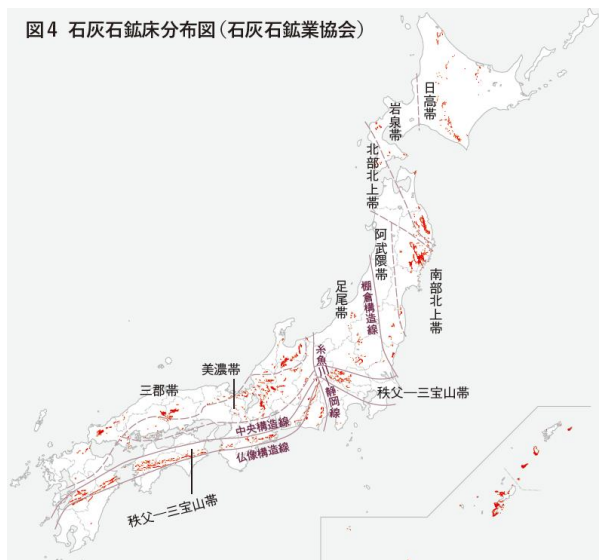 図4 石灰石鉱床分布図（石灰石鉱業協会）
日高帯
岩泉帯
北部北上帯
阿武隈帯
南部北上帯
足尾帯
棚倉構造線
美濃帯
糸魚川
静岡線
三郡帯
秩父―三宝山帯
中央構造線
仏像構造線
秩父―三宝山帯